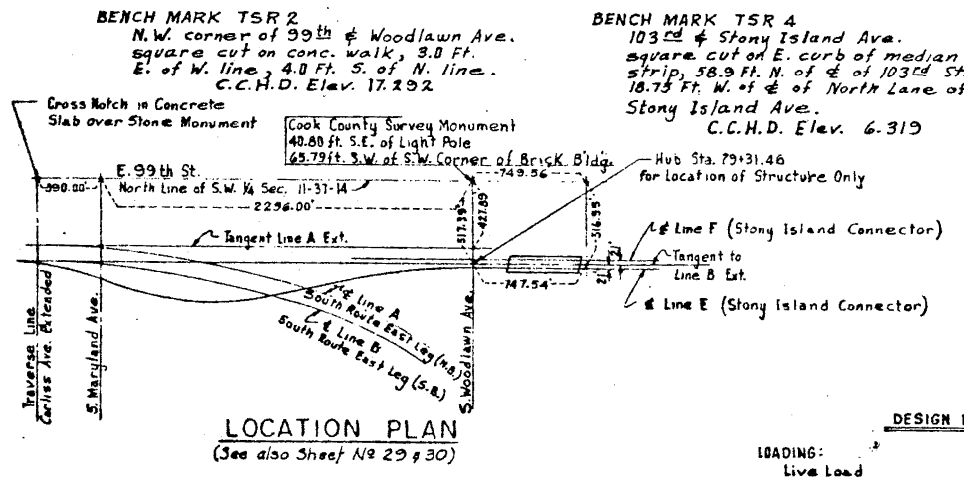 BENCH MARK TSR 2
N.W. corner of 99th & Woodlawn Ave.
square cut on conc. walk, 3.0 Ft.
E. of W. line, 4.0 Ft. S. of N. line.
C.C.H.D. Elev. 17.292
BENCH MARK TSR 4
103rd & Stony Island Ave.
square cut on E. curb of median
strip, 58.9 Ft. N. of ℄ of 103rd St.
18.75 Ft. W. of ℄ of North Lane of
Stony Island Ave.
C.C.H.D. Elev. 6.319
Cross Notch in Concrete
Slab over Stone Monument
Cook County Survey Monument
40.80 ft. S.E. of Light Pole
65.79 ft. S.W. of S.W. Corner of Brick B'ldg.
Hub Sta. 79+31.46
for Location of Structure Only
E. 99th St.
590.00'
North Line of S.W. ¼ Sec. 11-37-14
2296.00'
749.56
517.39'
427.89'
516.95'
Tangent Line A Ext.
℄ Line F (Stony Island Connector)
Tangent to
Line B Ext.
℄ Line E (Stony Island Connector)
21'
21'
747.54'
℄ Line A
South Route East Leg (N.B.)
℄ Line B
South Route East Leg (S.B.)
Traverse Line
Corliss Ave. Extended
S. Maryland Ave.
S. Woodlawn Ave.
LOCATION PLAN
(See also Sheet No 29 & 30)
DESIGN
LOADING:
Live Load